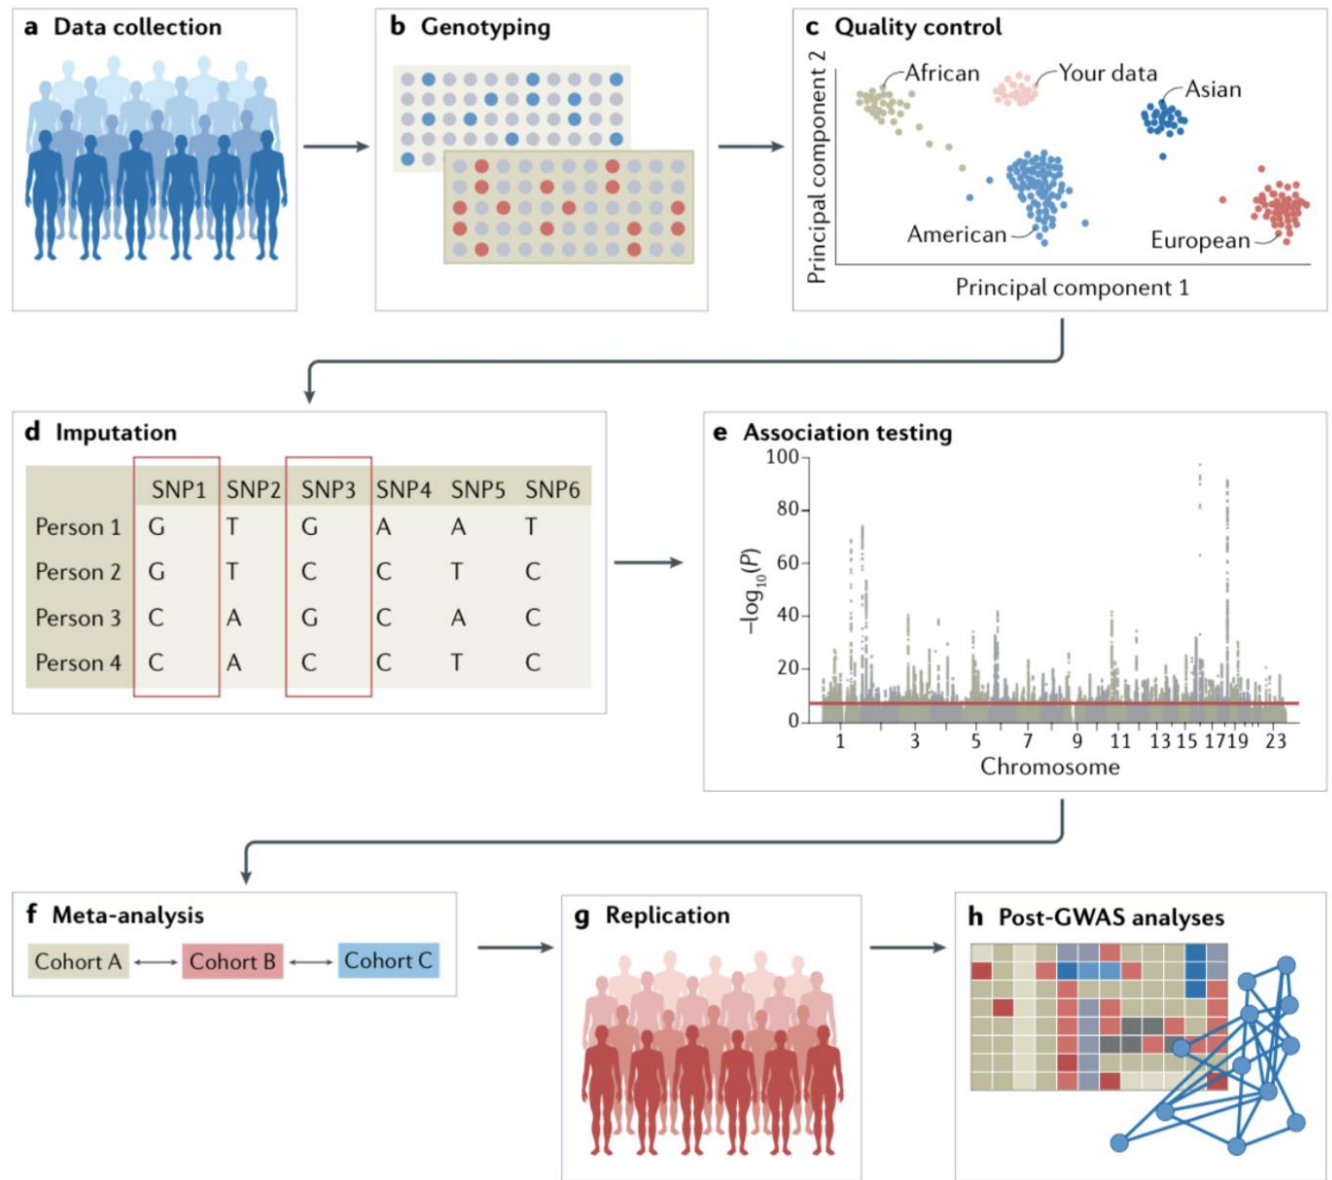 a Data collection
b Genotyping
c Quality control
Principal component 2
African
Your data
Asian
American
European
Principal component 1
d Imputation
SNP1 SNP2 SNP3 SNP4 SNP5 SNP6
Person 1 G T G A A T
Person 2 G T C C T C
Person 3 C A G C A C
Person 4 C A C C T C
e Association testing
–log10(P)
100
80
60
40
20
0
1 3 5 7 9 11 13 15 17 19 23
Chromosome
f Meta-analysis
Cohort A Cohort B Cohort C
g Replication
h Post-GWAS analyses